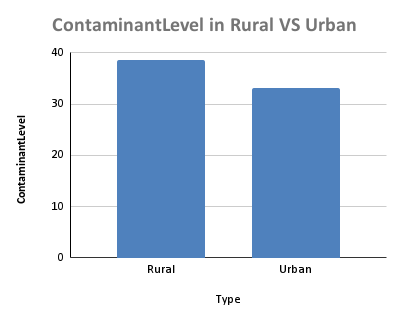 ContaminantLevel in Rural VS Urban
40
30
20
10
0
ContaminantLevel
Rural
Urban
Type